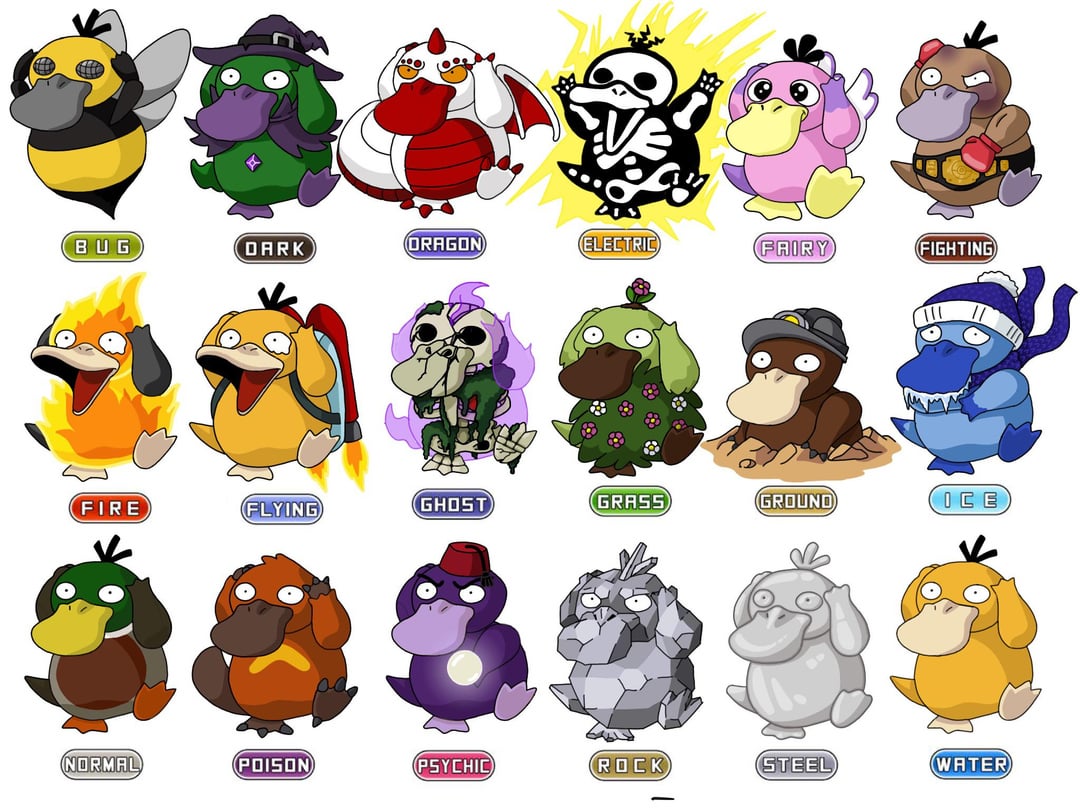 BUG
DARK
DRAGON
ELECTRIC
FAIRY
FIGHTING
FIRE
FLYING
GHOST
GRASS
GROUND
ICE
NORMAL
POISON
PSYCHIC
ROCK
STEEL
WATER